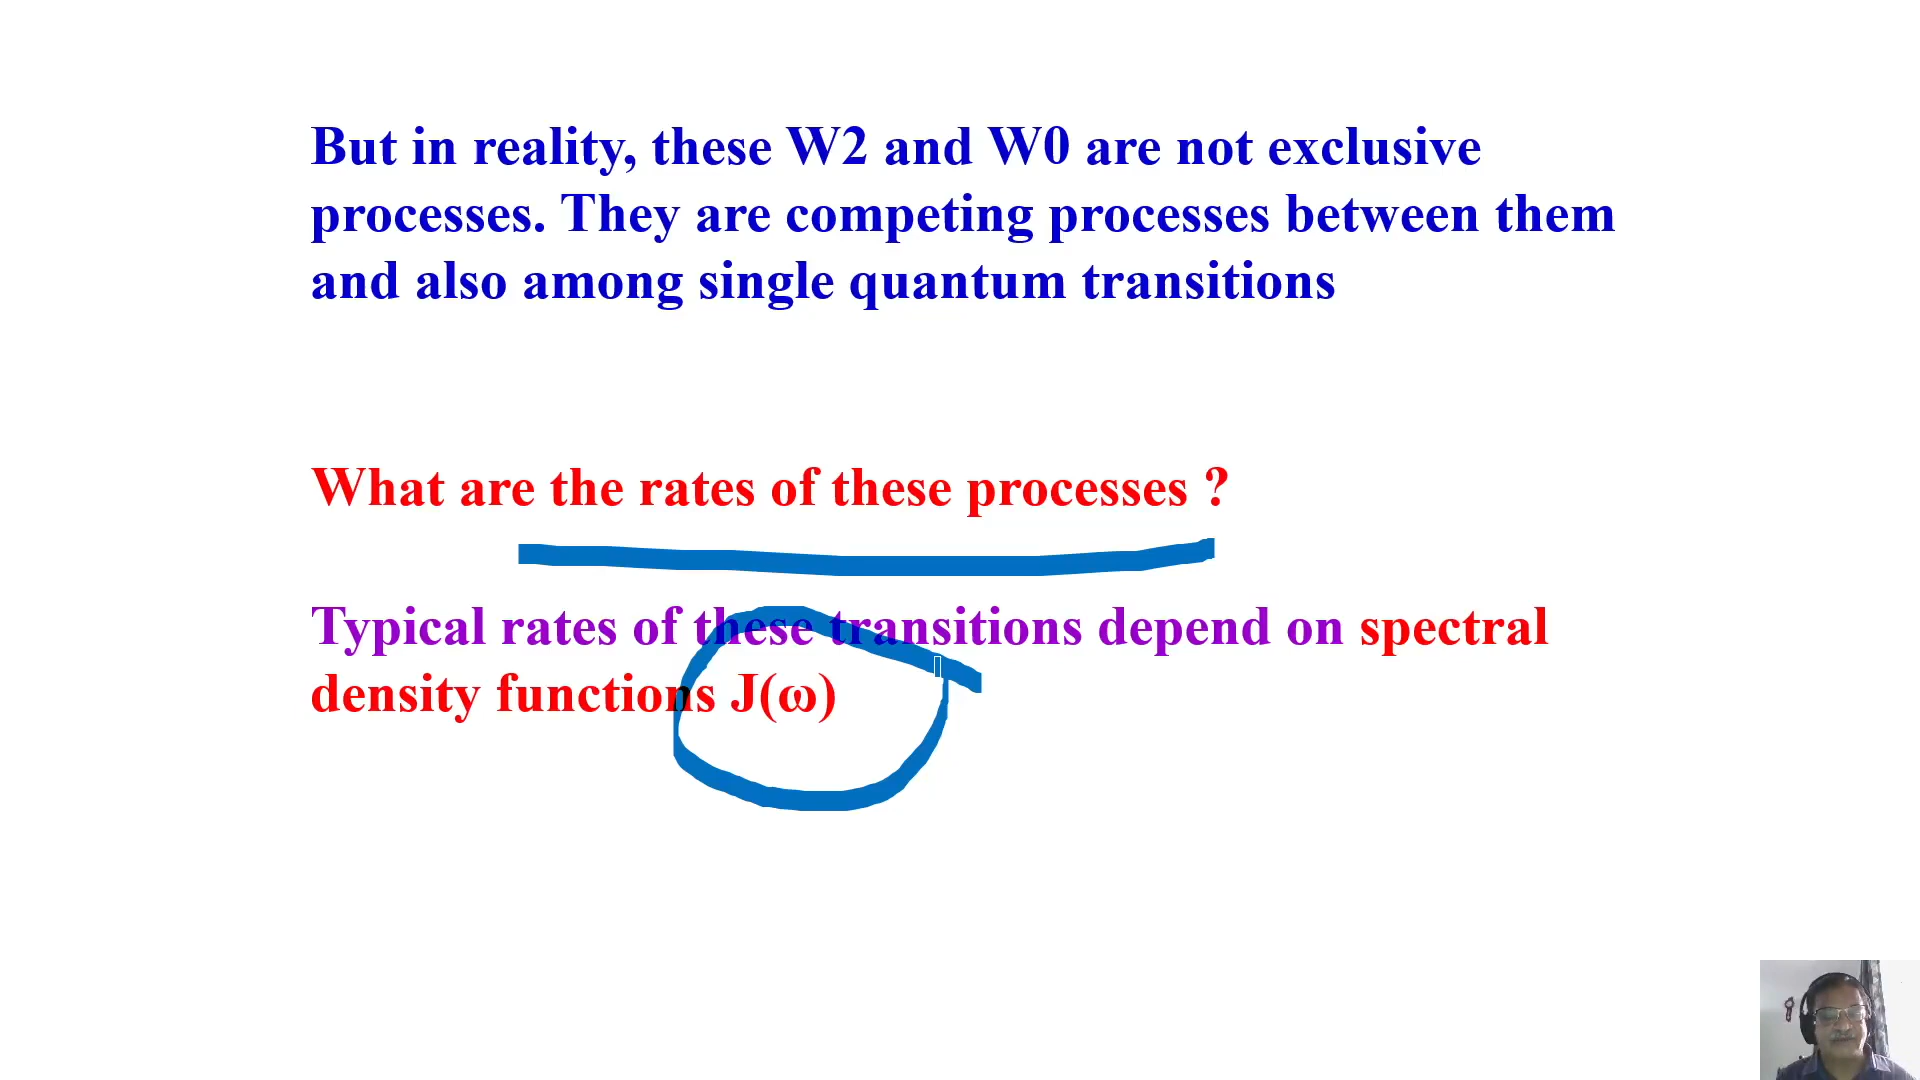 But in reality, these W2 and W0 are not exclusive
processes. They are competing processes between them
and also among single quantum transitions
What are the rates of these processes ?
Typical rates of these transitions depend on spectral
density functions J(ω)